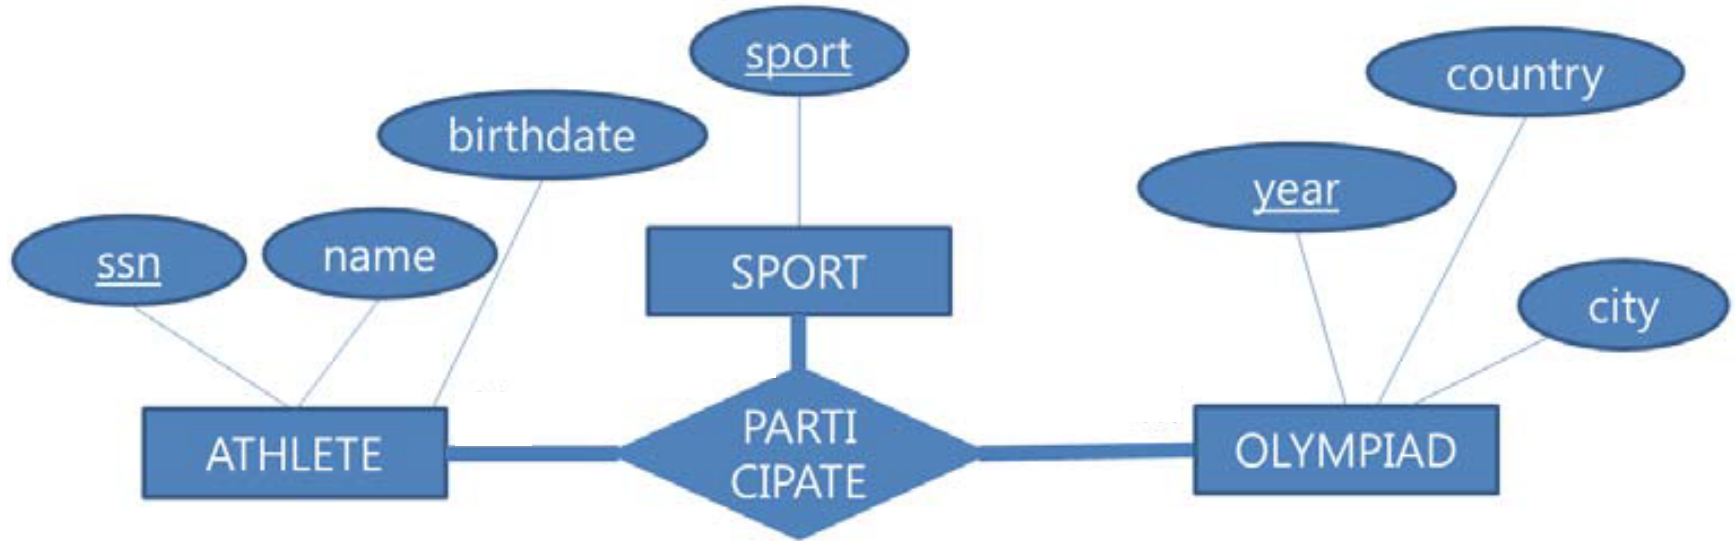 sport
country
birthdate
year
ssn
name
SPORT
city
ATHLETE
PARTI
CIPATE
OLYMPIAD